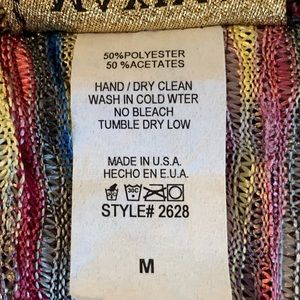 50%POLYESTER
50 %ACETATES
HAND / DRY CLEAN
WASH IN COLD WTER
NO BLEACH
TUMBLE DRY LOW
MADE IN U.S.A.
HECHO EN E.U.A.
STYLE# 2628
M